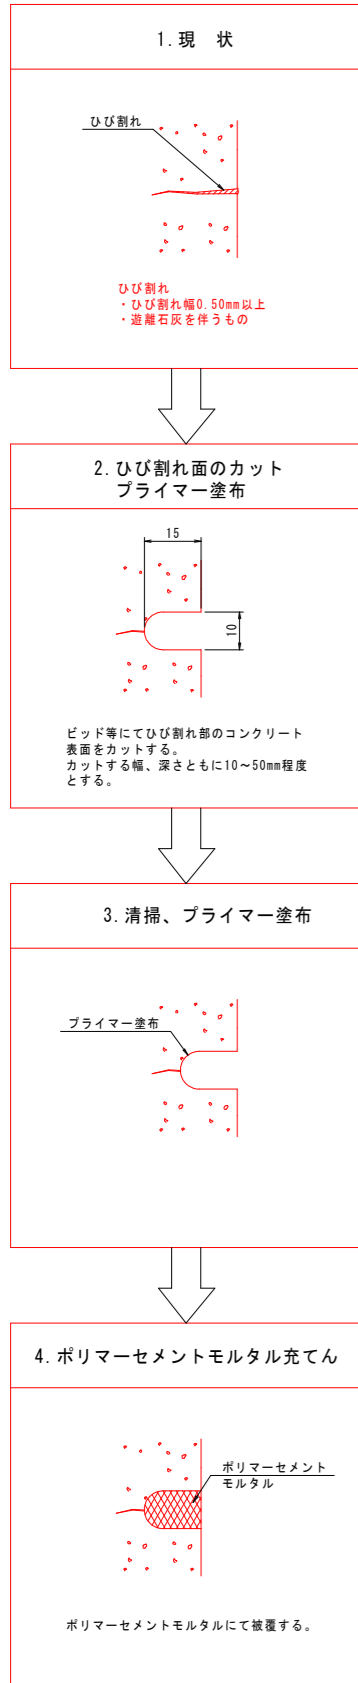 1.現　状
ひび割れ
ひび割れ
・ひび割れ幅0.50mm以上
・遊離石灰を伴うもの
2.ひび割れ面のカット
プライマー塗布
15
10
ビッド等にてひび割れ部のコンクリート
表面をカットする。
カットする幅、深さともに10～50mm程度
とする。
3.清掃、プライマー塗布
プライマー塗布
4.ポリマーセメントモルタル充てん
ポリマーセメント
モルタル
ポリマーセメントモルタルにて被覆する。